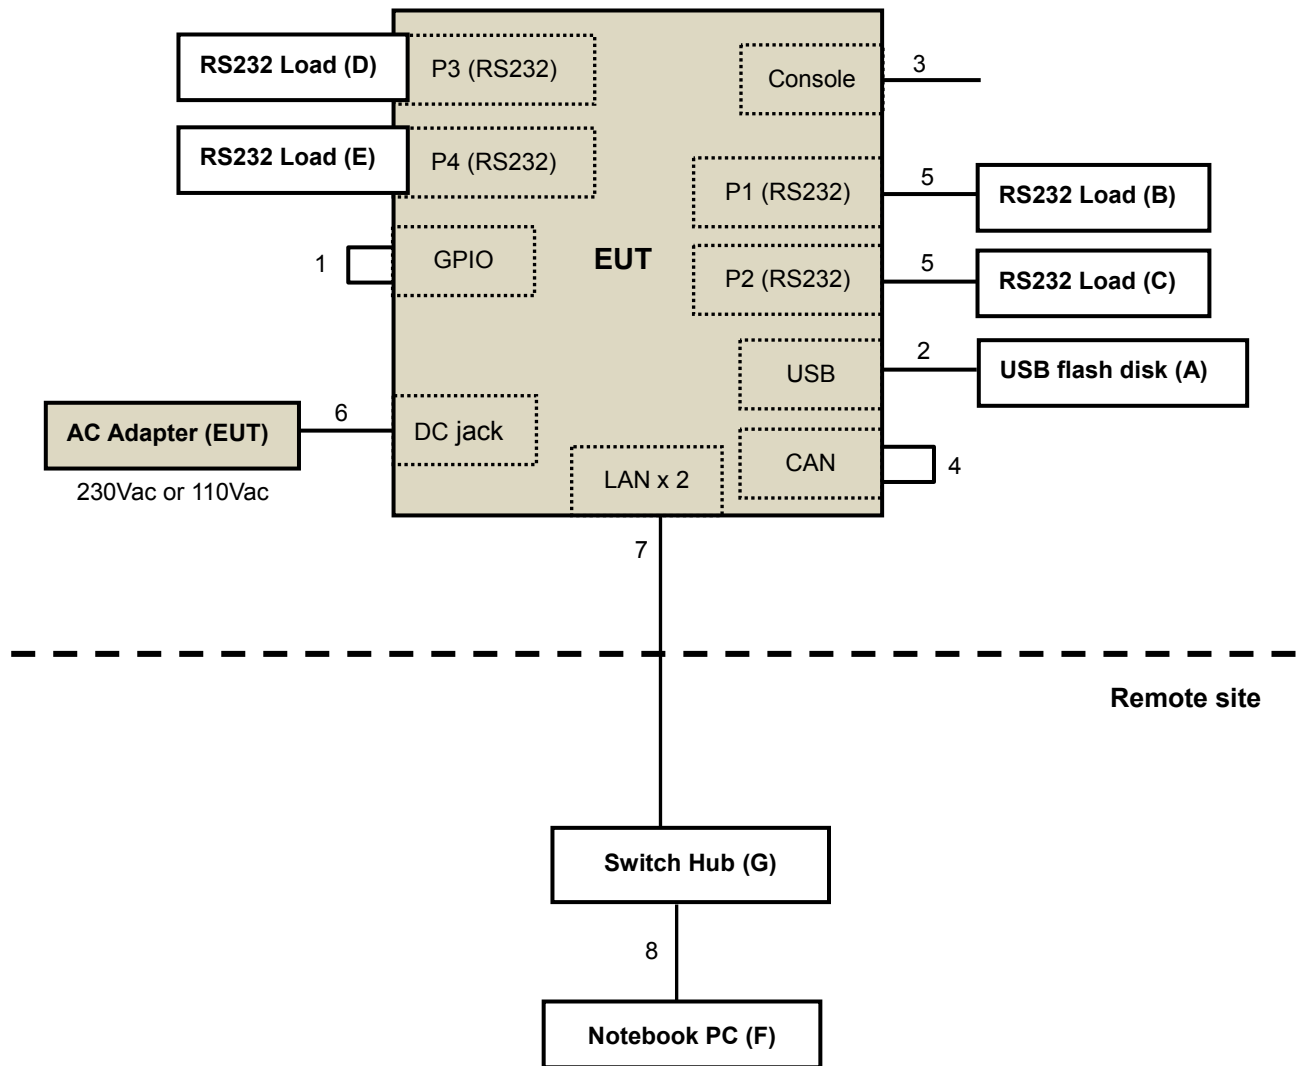 RS232 Load (D)
P3 (RS232)
Console
3
RS232 Load (E)
P4 (RS232)
P1 (RS232)
5
RS232 Load (B)
1
GPIO
EUT
P2 (RS232)
5
RS232 Load (C)
USB
2
USB flash disk (A)
AC Adapter (EUT)
6
DC jack
230Vac or 110Vac
LAN x 2
CAN
4
7
Remote site
Switch Hub (G)
8
Notebook PC (F)